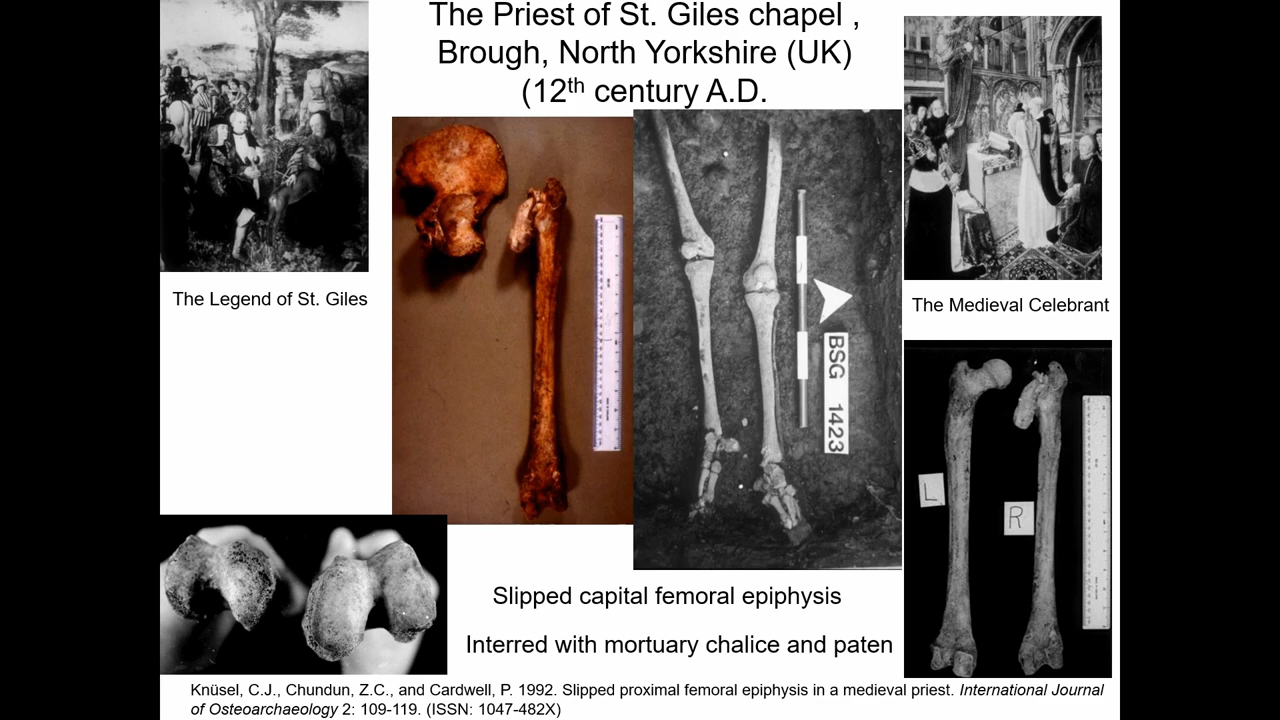 The Priest of St. Giles chapel ,
Brough, North Yorkshire (UK)
(12th century A.D.
The Legend of St. Giles
The Medieval Celebrant
BSG 1423
L
R
Slipped capital femoral epiphysis
Interred with mortuary chalice and paten
Knüsel, C.J., Chundun, Z.C., and Cardwell, P. 1992. Slipped proximal femoral epiphysis in a medieval priest. International Journal
of Osteoarchaeology 2: 109-119. (ISSN: 1047-482X)